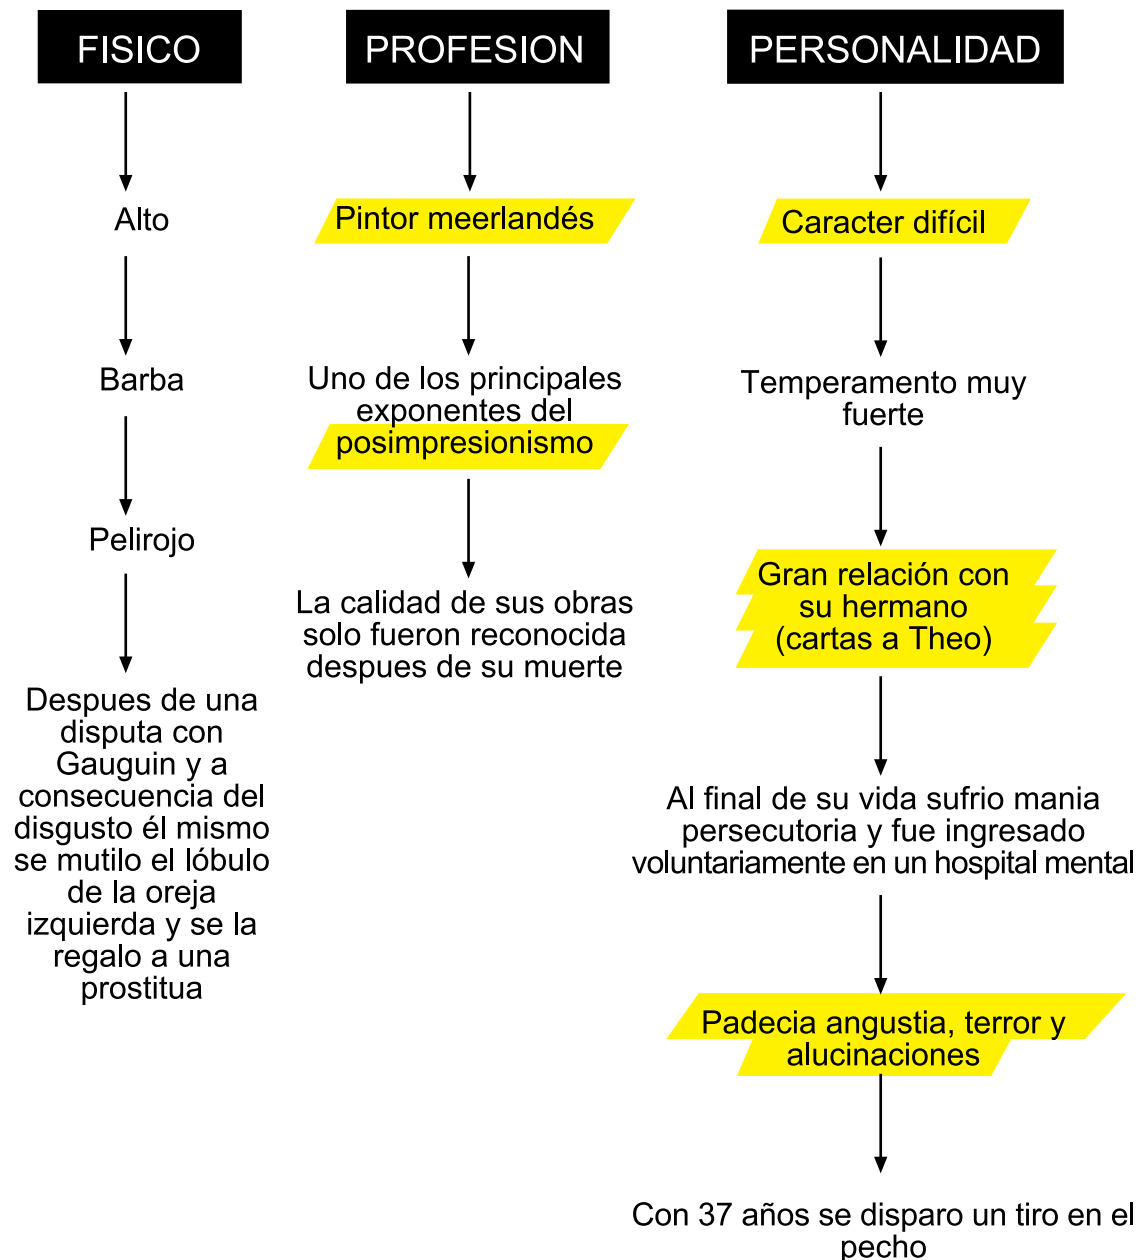 FISICO
Alto
Barba
Pelirojo
Despues de una
disputa con
Gauguin y a
consecuencia del
disgusto él mismo
se mutilo el lóbulo
de la oreja
izquierda y se la
regalo a una
prostitua
PROFESION
Pintor meerlandés
Uno de los principales
exponentes del
posimpresionismo
La calidad de sus obras
solo fueron reconocida
despues de su muerte
PERSONALIDAD
Caracter difícil
Temperamento muy
fuerte
Gran relación con
su hermano
(cartas a Theo)
Al final de su vida sufrio mania
persecutoria y fue ingresado
voluntariamente en un hospital mental
Padecia angustia, terror y
alucinaciones
Con 37 años se disparo un tiro en el
pecho